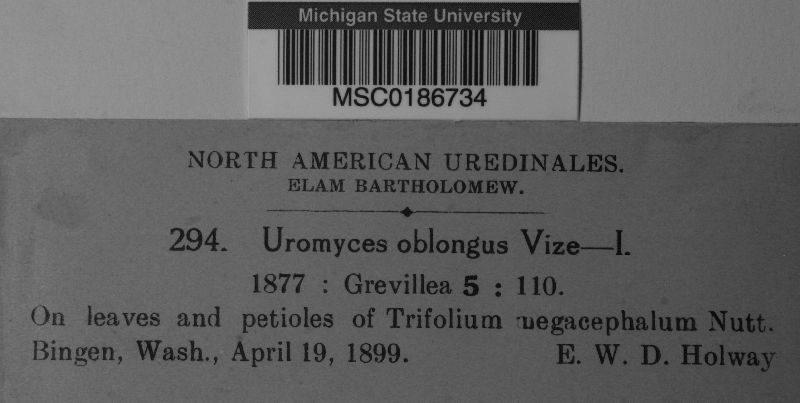 Michigan State University
MSC0186734
NORTH AMERICAN UREDINALES.
ELAM BARTHOLOMEW.
294. Uromyces oblongus Vize—I.
1877 : Grevillea 5 : 110.
On leaves and petioles of Trifolium megacephalum Nutt.
Bingen, Wash., April 19, 1899. E. W. D. Holway